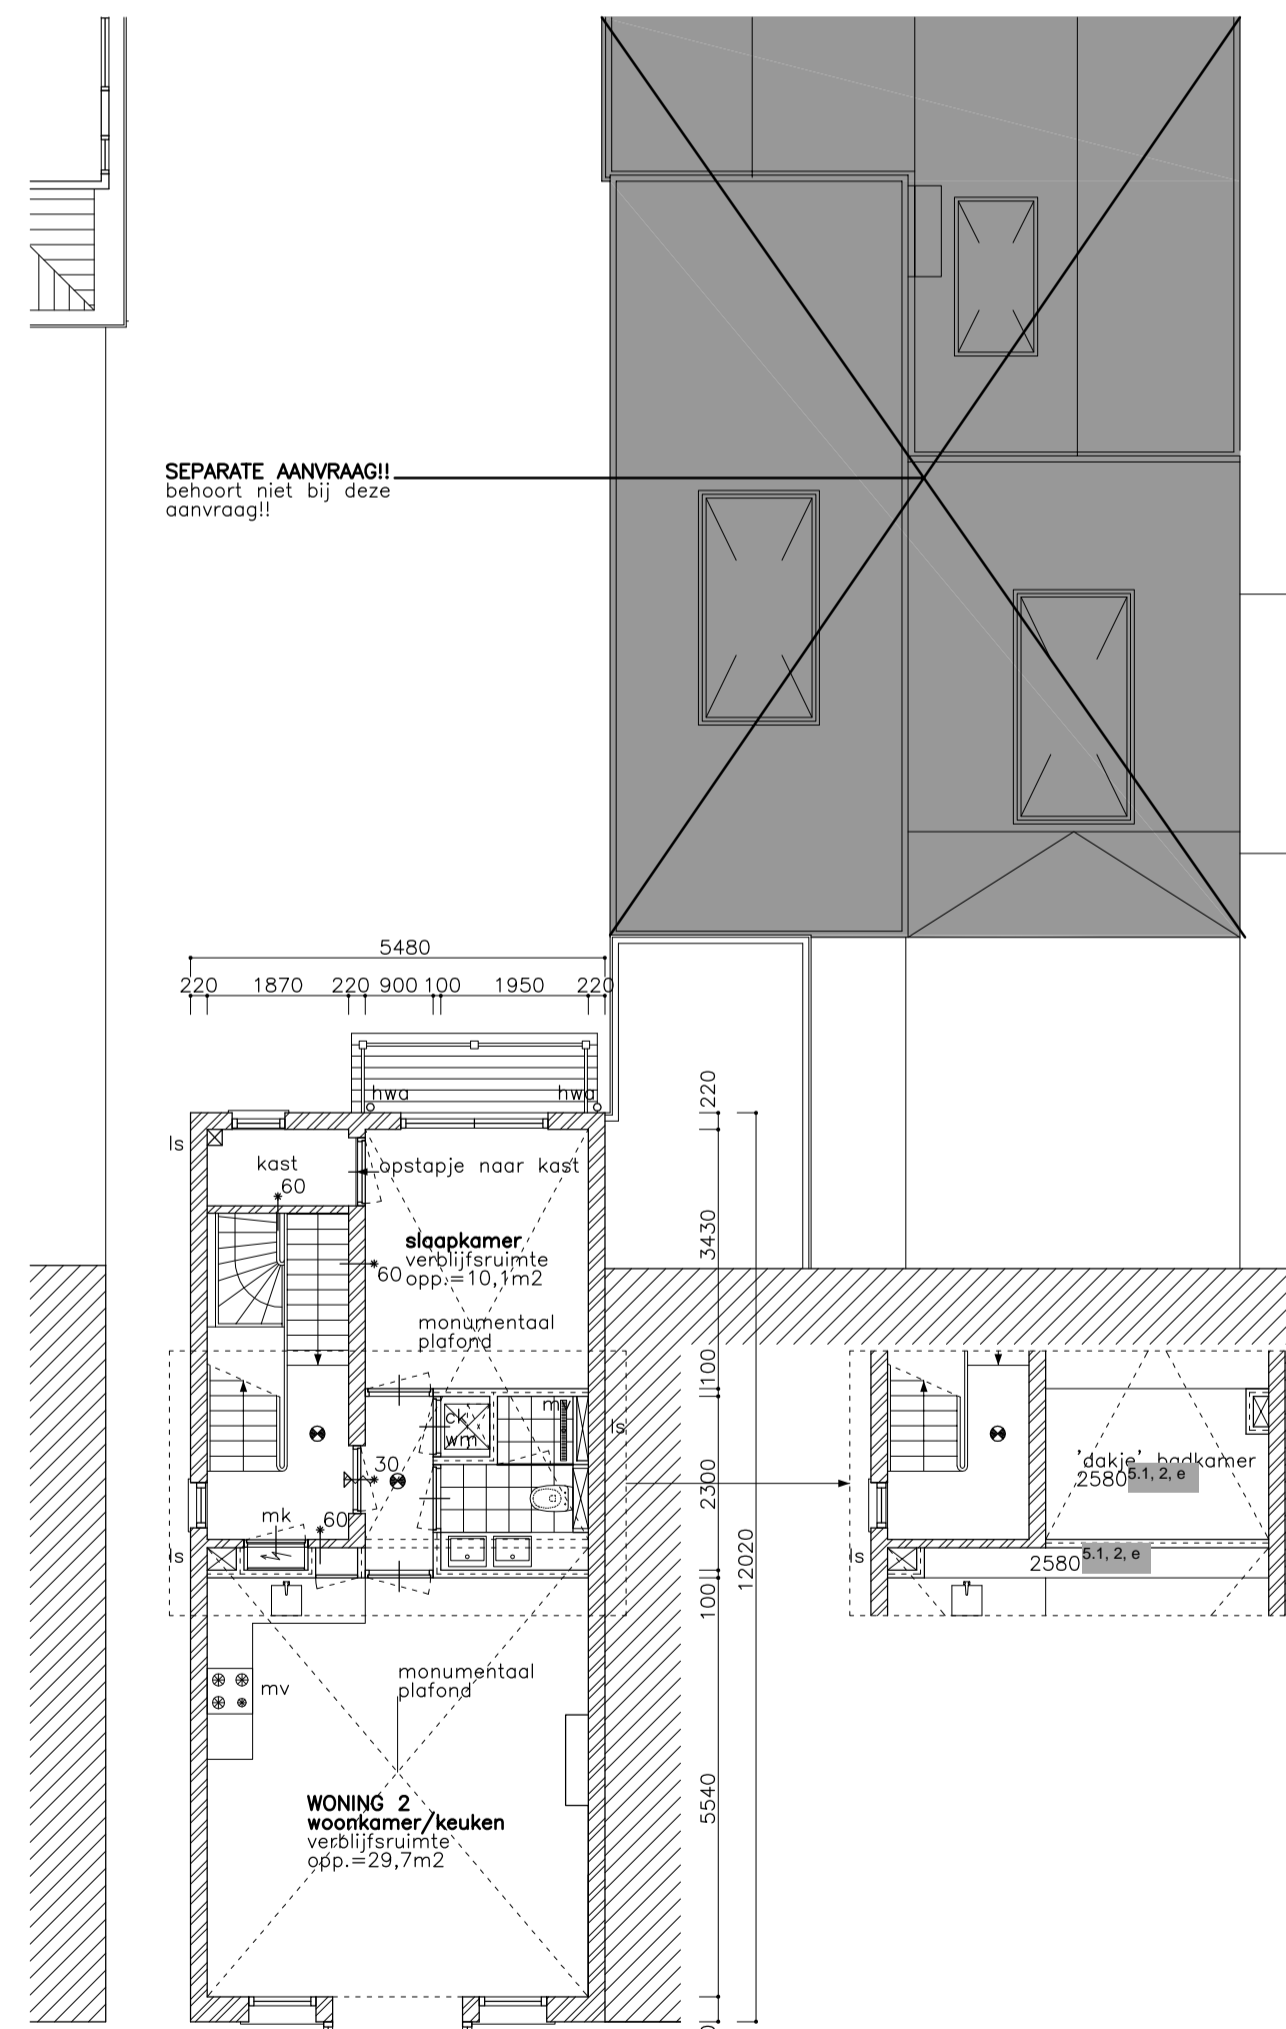 SEPARATE AANVRAAG!!
behoort niet bij deze
aanvraag!!
5480
220 1870 220 900 100 1950 220
hwa hwa
220
ls
kast
opstapje naar kast
60
3430
slaapkamer
verblijfsruimte
opp.=10,1m2
60
monumentaal
plafond
100
ck
wm
mv
ls
30
2300
mk
60
ls
12020
100
'dakje' badkamer
2580 5.1, 2, e
ls
2580 5.1, 2, e
monumentaal
plafond
mv
5540
WONING 2
woonkamer/keuken
verblijfsruimte
opp.=29,7m2